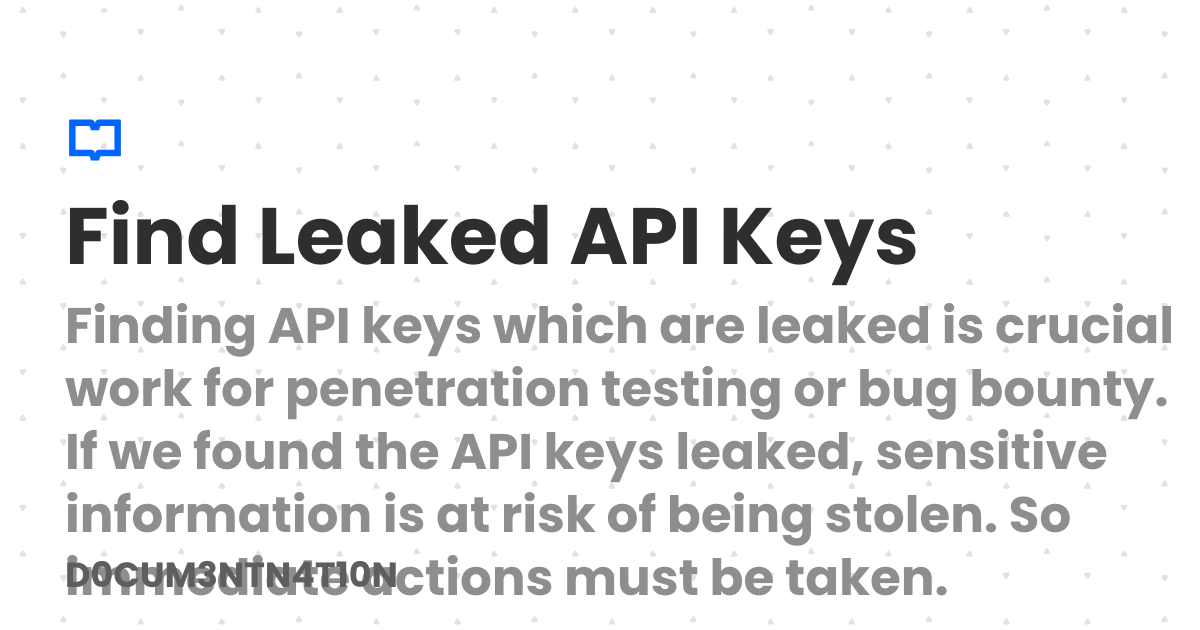 Find Leaked API Keys
Finding API keys which are leaked is crucial
work for penetration testing or bug bounty.
If we found the API keys leaked, sensitive
information is at risk of being stolen. So
immediate actions must be taken.
D0CUM3NTN4T10N